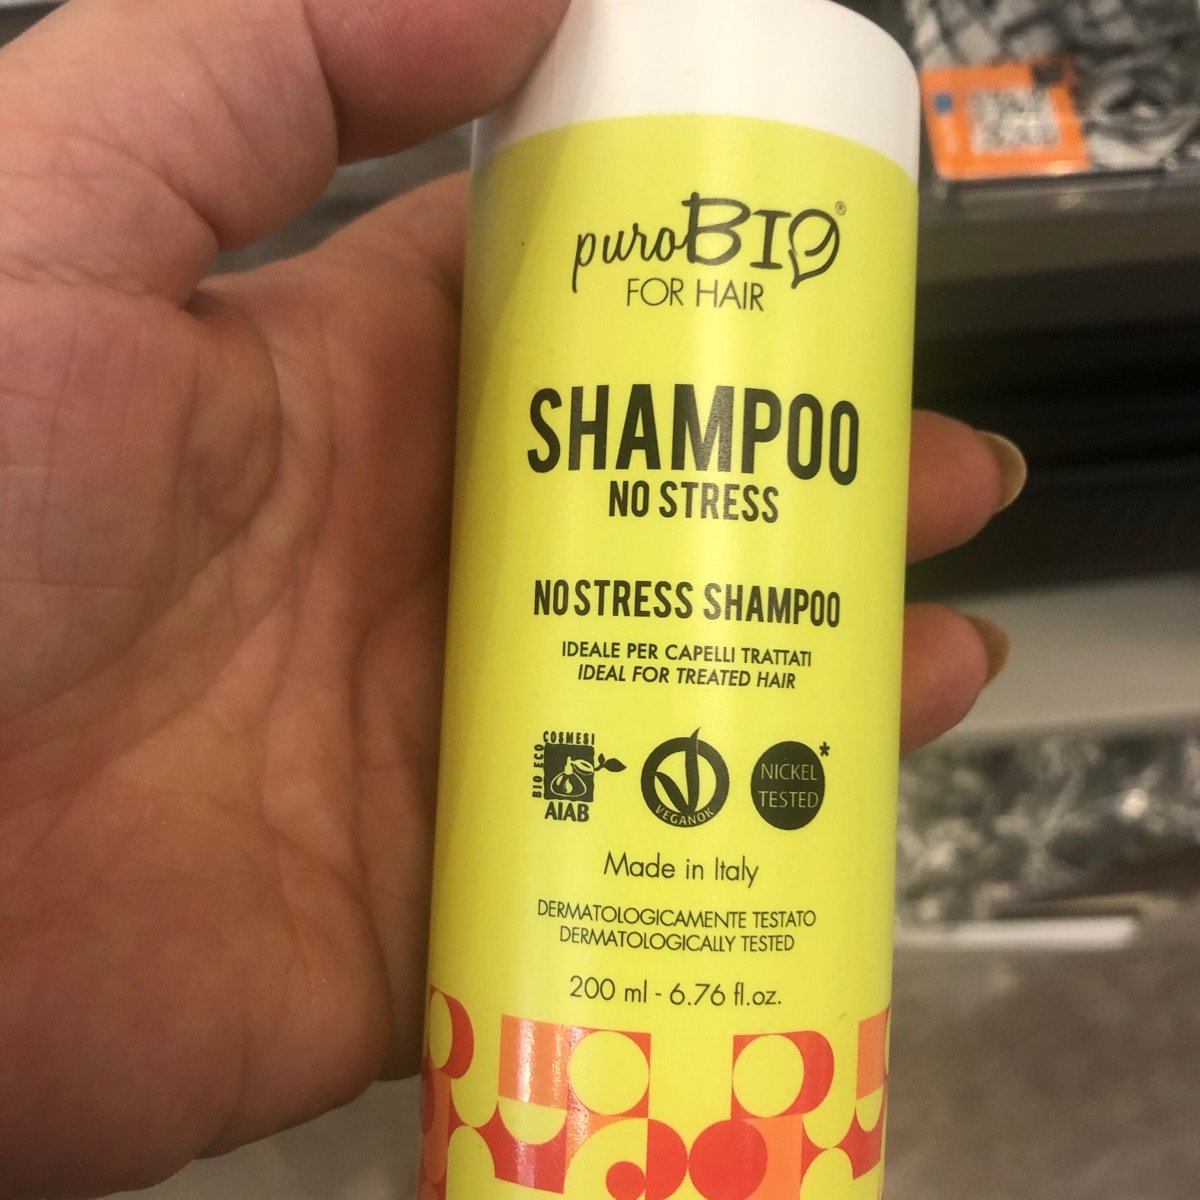 puroBIO®
FOR HAIR
SHAMPOO
NO STRESS
NO STRESS SHAMPOO
IDEALE PER CAPELLI TRATTATI
IDEAL FOR TREATED HAIR
BIO ECO COSMESI
AIAB
VEGANOK
NICKEL
TESTED*
Made in Italy
DERMATOLOGICAMENTE TESTATO
DERMATOLOGICALLY TESTED
200 ml - 6.76 fl.oz.